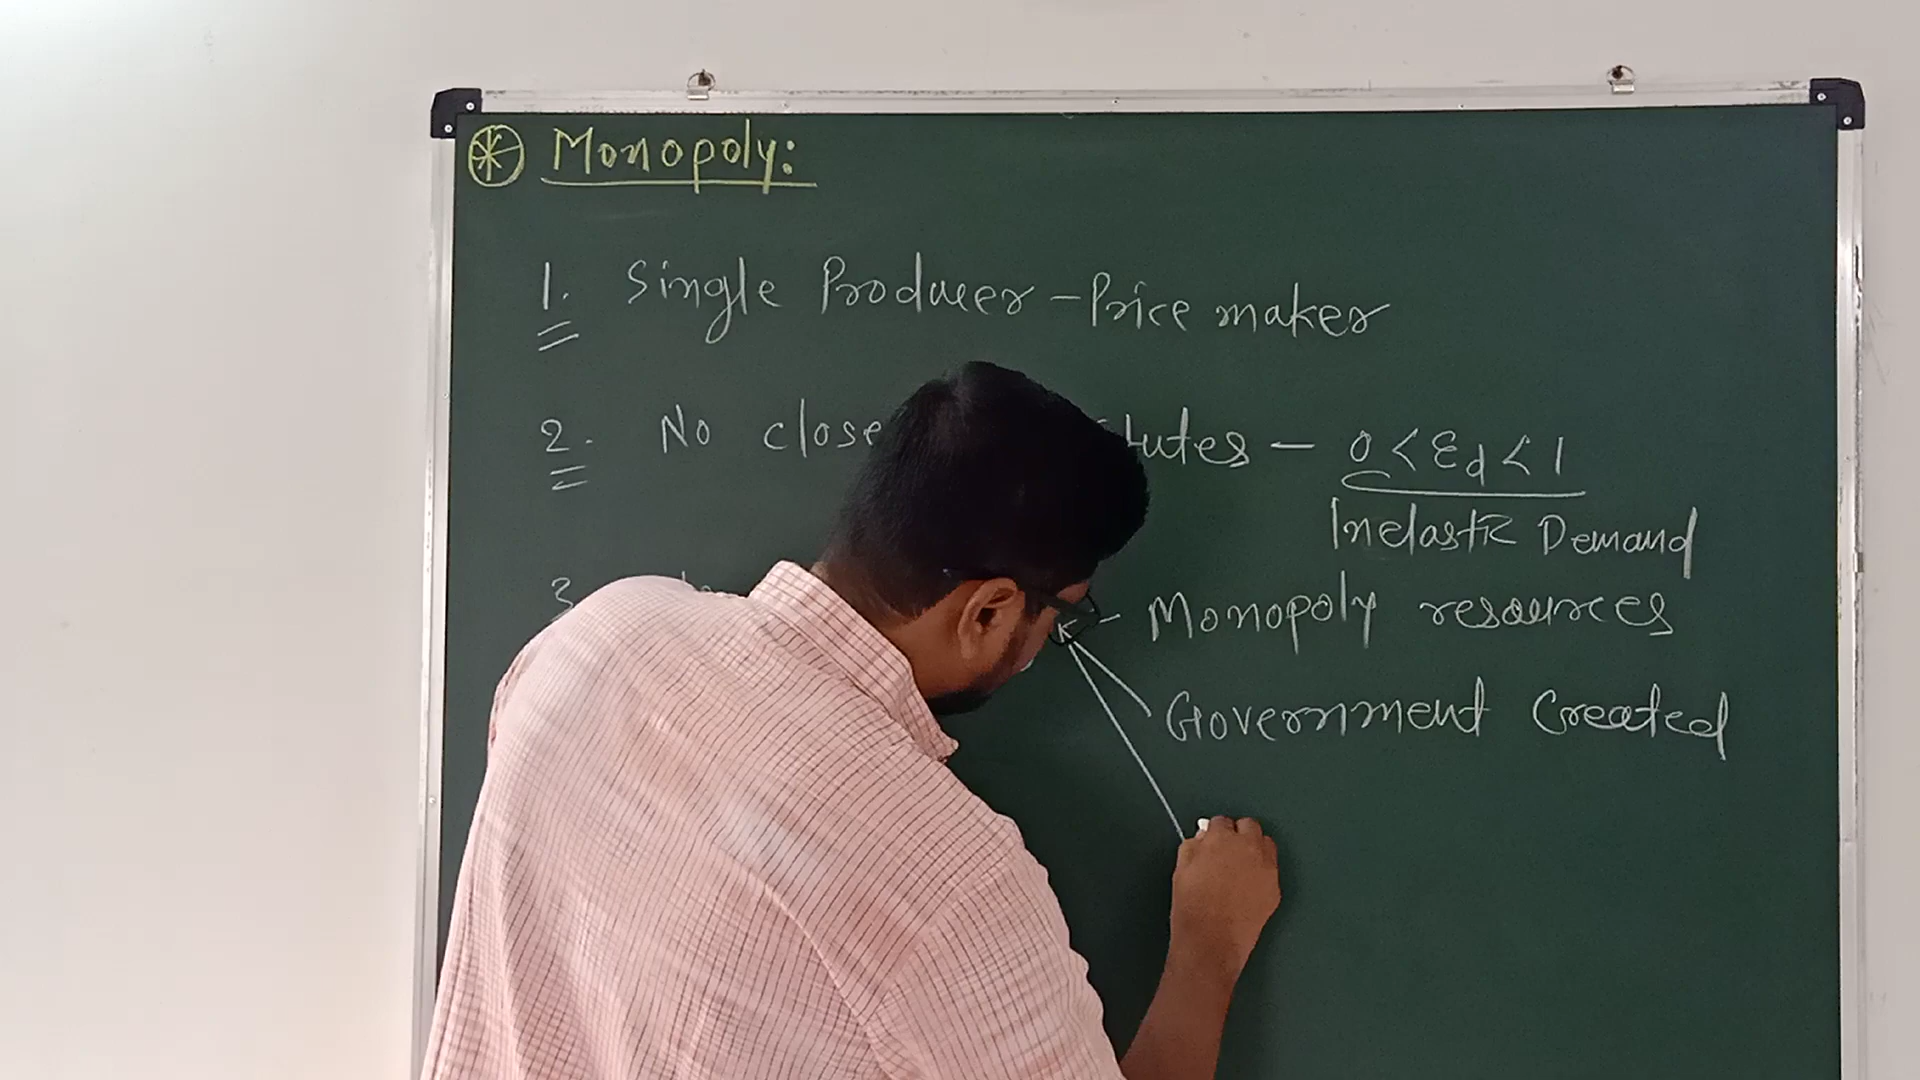 Monopoly:
1. Single Producer - Price maker
2. No close - 0 < Ed < 1
Inelastic Demand
3 - Monopoly resources
Government Created